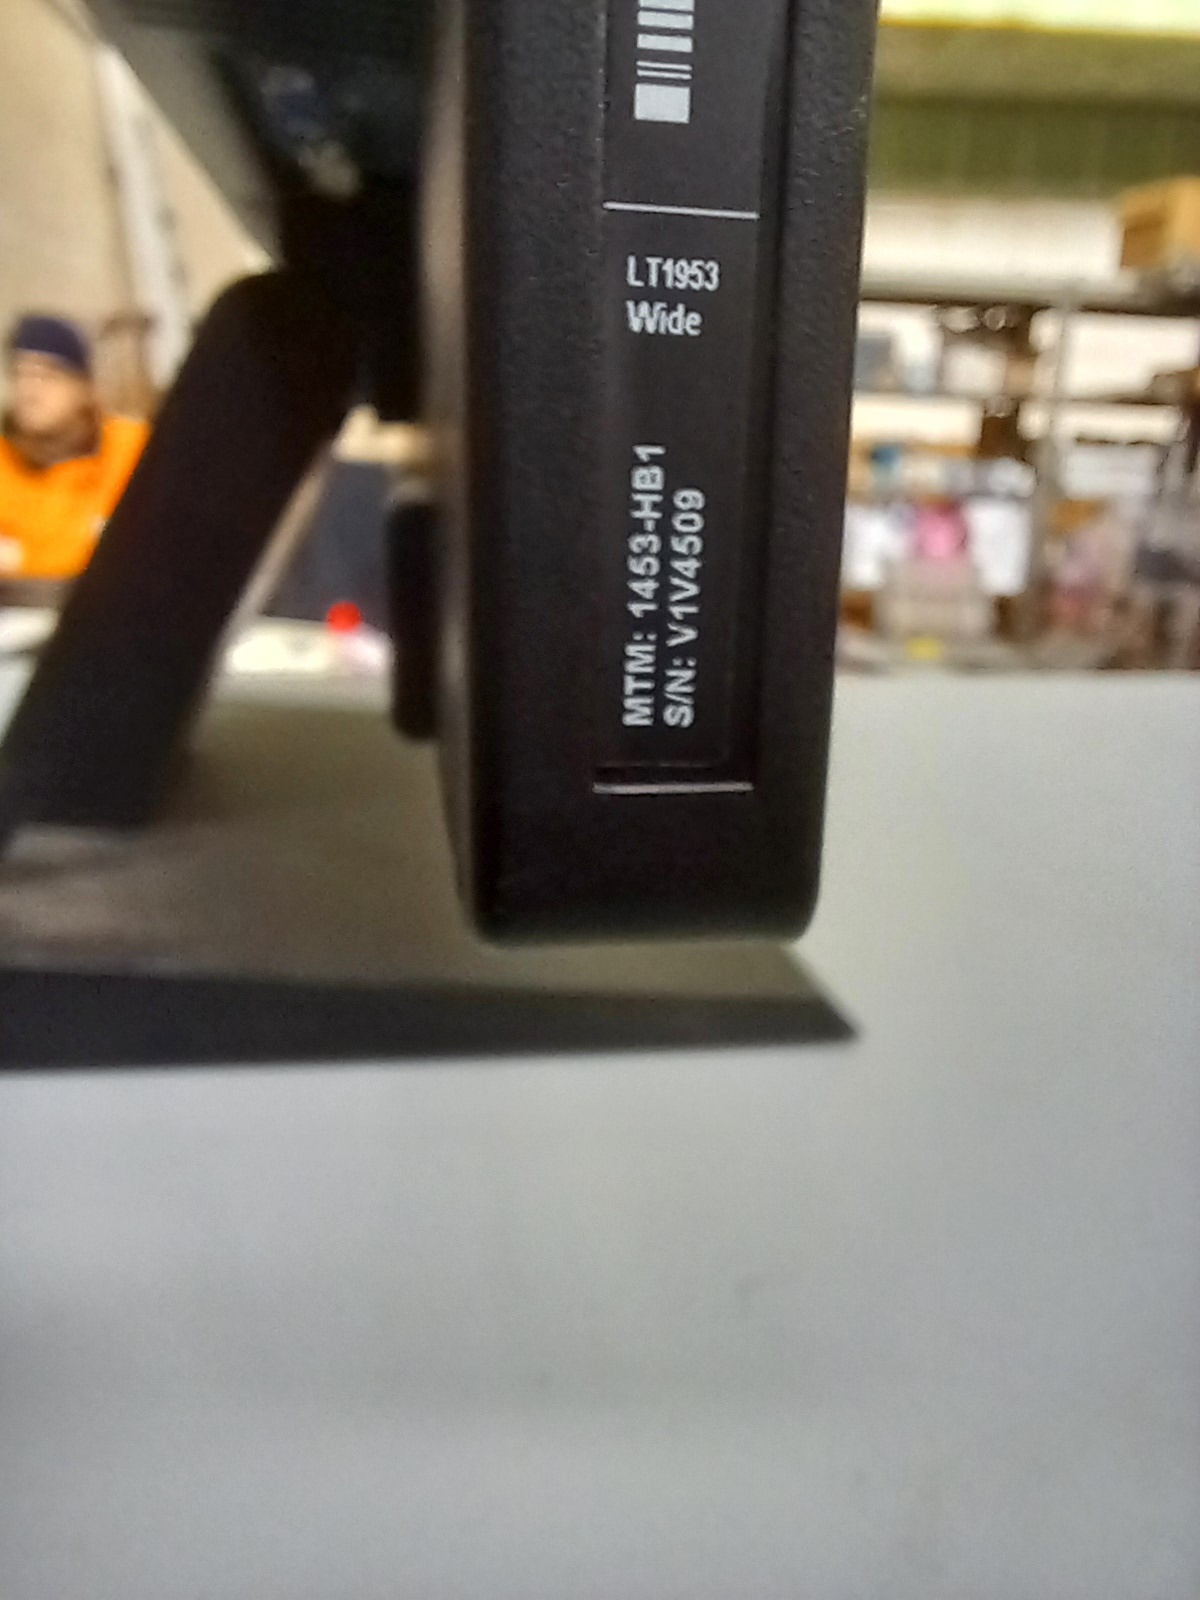 LT1953
Wide
MTM: 1453-HB1
S/N: V1V4509